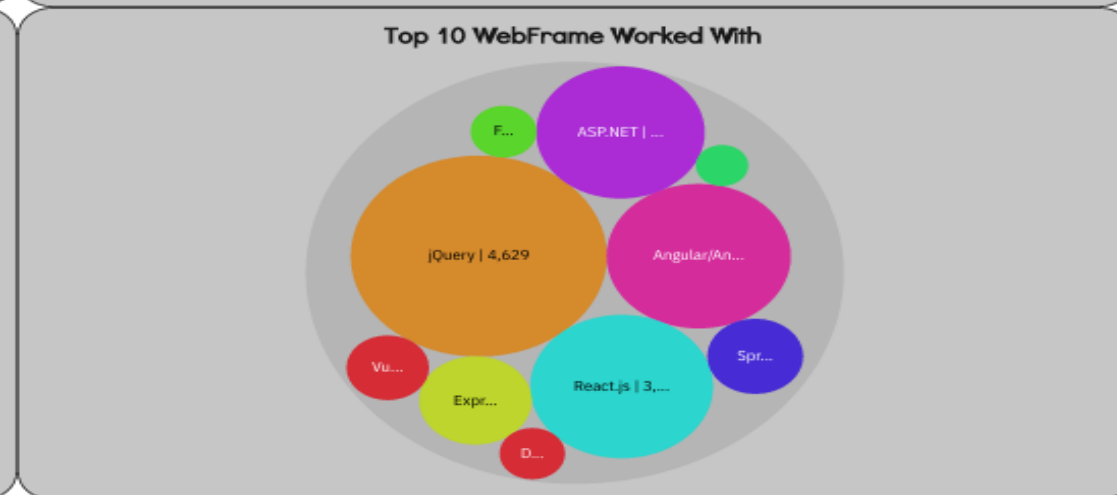 Top 10 WebFrame Worked With
F...
ASP.NET | ...
jQuery | 4,629
Angular/An...
Vu...
Expr...
React.js | 3,...
Spr...
D...